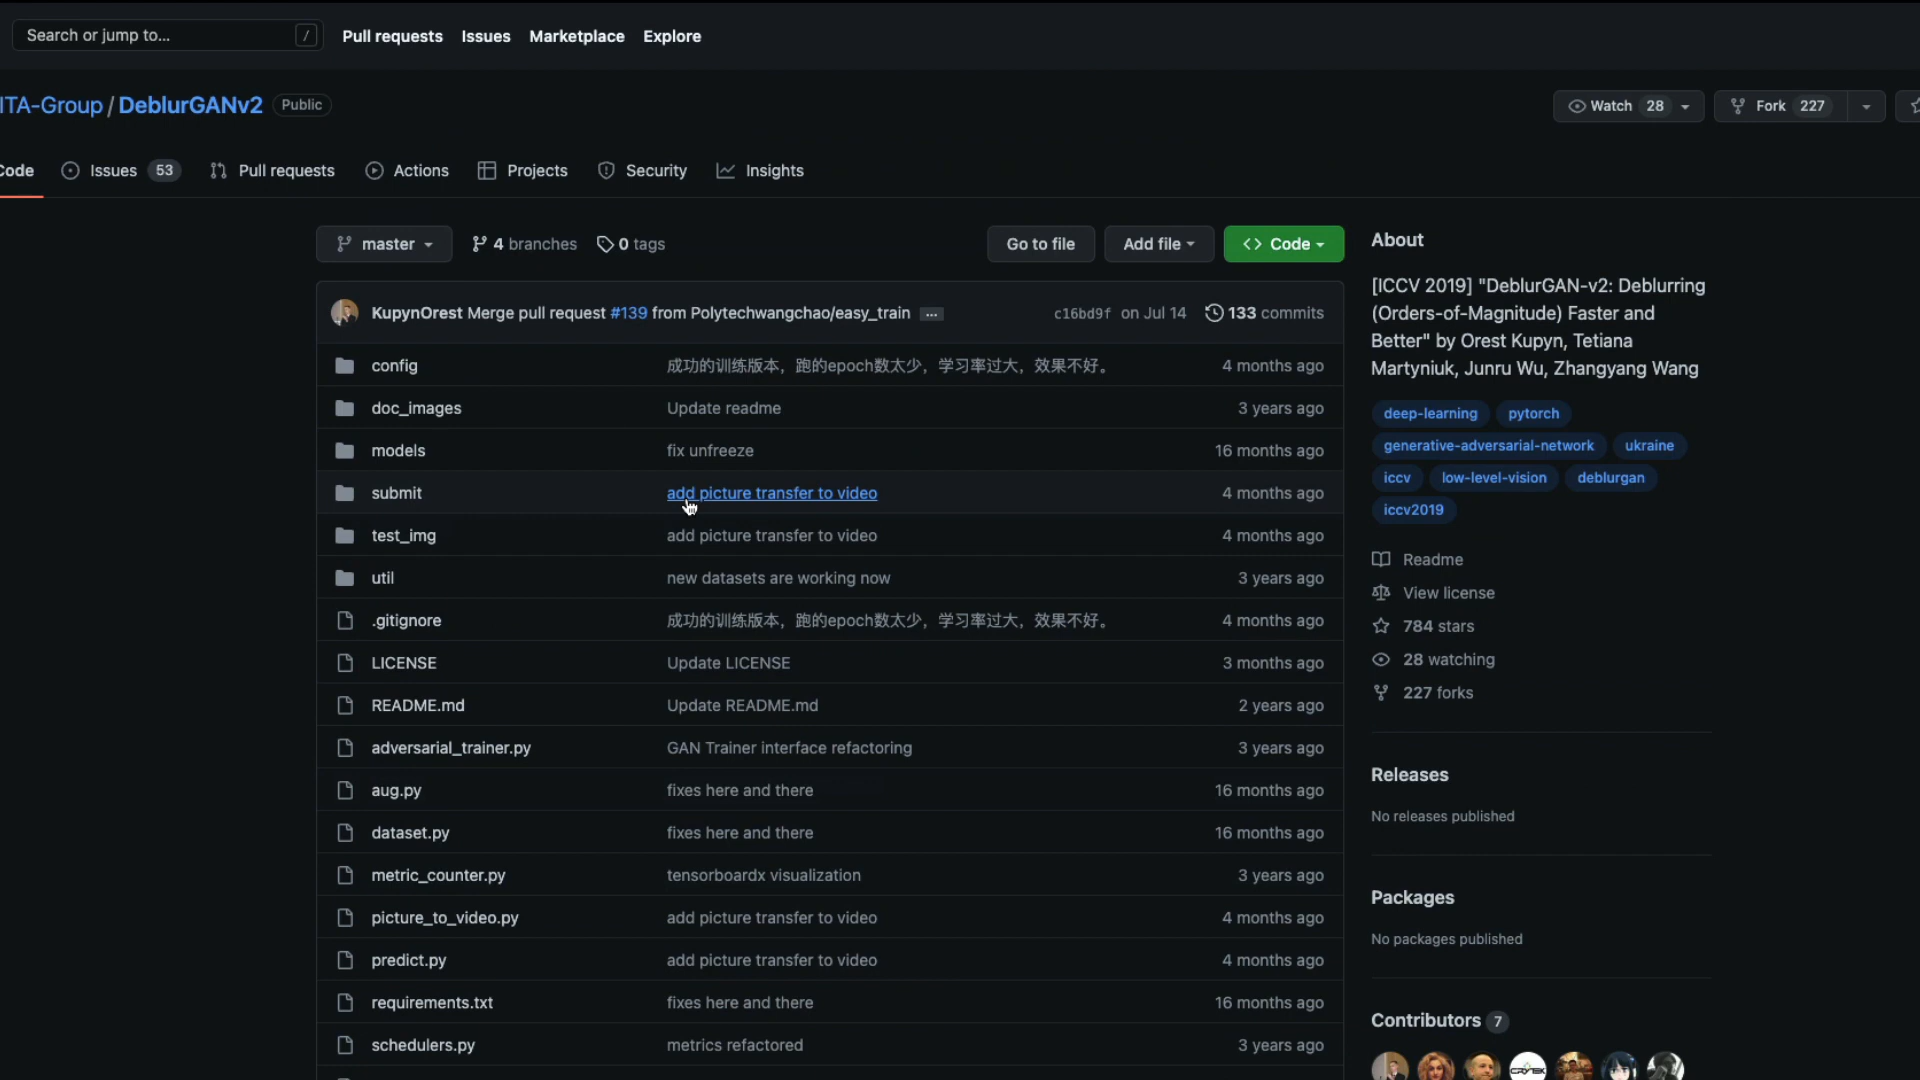 Search or jump to... /
Pull requests Issues Marketplace Explore
ITA-Group / DeblurGANv2 Public
Watch 28 Fork 227
Code Issues 53 Pull requests Actions Projects Security Insights
master 4 branches 0 tags Go to file Add file <> Code
KupynOrest Merge pull request #139 from Polytechwangchao/easy_train ... c16bd9f on Jul 14 133 commits
config 成功的训练版本，跑的epoch数太少，学习率过大，效果不好。 4 months ago
doc_images Update readme 3 years ago
models fix unfreeze 16 months ago
submit add picture transfer to video 4 months ago
test_img add picture transfer to video 4 months ago
util new datasets are working now 3 years ago
.gitignore 成功的训练版本，跑的epoch数太少，学习率过大，效果不好。 4 months ago
LICENSE Update LICENSE 3 months ago
README.md Update README.md 2 years ago
adversarial_trainer.py GAN Trainer interface refactoring 3 years ago
aug.py fixes here and there 16 months ago
dataset.py fixes here and there 16 months ago
metric_counter.py tensorboardx visualization 3 years ago
picture_to_video.py add picture transfer to video 4 months ago
predict.py add picture transfer to video 4 months ago
requirements.txt fixes here and there 16 months ago
schedulers.py metrics refactored 3 years ago
About
[ICCV 2019] "DeblurGAN-v2: Deblurring
(Orders-of-Magnitude) Faster and
Better" by Orest Kupyn, Tetiana
Martyniuk, Junru Wu, Zhangyang Wang
deep-learning pytorch
generative-adversarial-network ukraine
iccv low-level-vision deblurgan
iccv2019
Readme
View license
784 stars
28 watching
227 forks
Releases
No releases published
Packages
No packages published
Contributors 7
CRYTEK